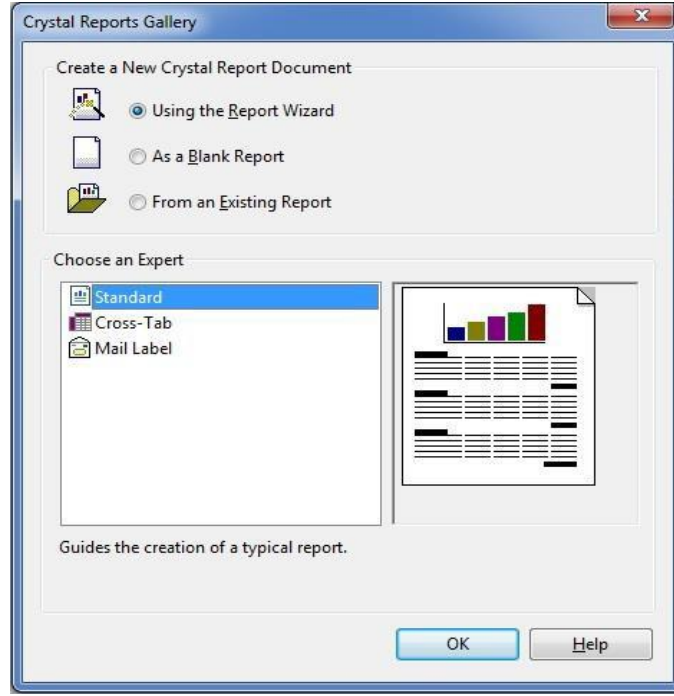 Crystal Reports Gallery
Create a New Crystal Report Document
Using the Report Wizard
As a Blank Report
From an Existing Report
Choose an Expert
Standard
Cross-Tab
Mail Label
Guides the creation of a typical report.
OK
Help